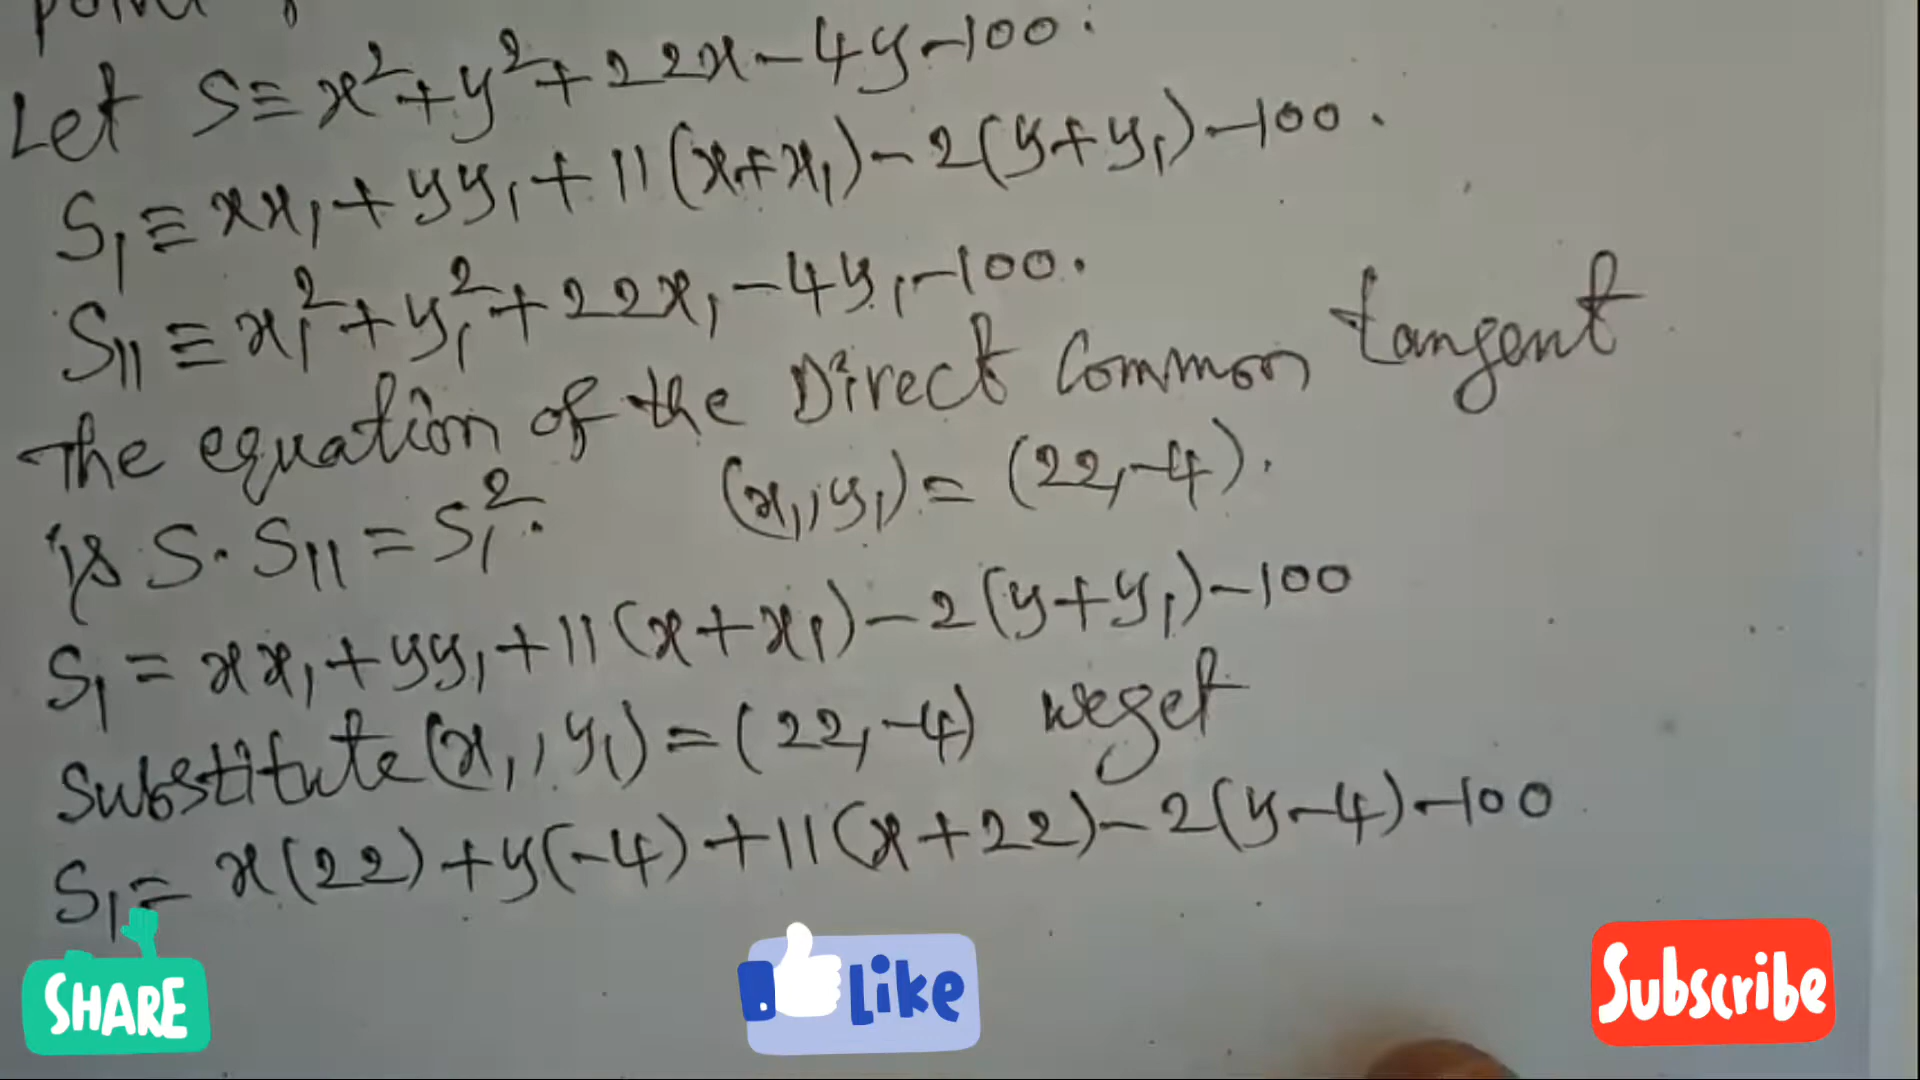 point
Let S≡x²+y²+22x-4y-100.
S₁≡xx₁+yy₁+11(x+x₁)-2(y+y₁)-100.
S₁₁≡x₁²+y₁²+22x₁-4y₁-100.
The equation of the Direct Common tangent
is S·S₁₁=S₁². (x₁,y₁)=(22,-4).
S₁=xx₁+yy₁+11(x+x₁)-2(y+y₁)-100
Substitute(x₁,y₁)=(22,-4) we get
S₁=x(22)+y(-4)+11(x+22)-2(y-4)-100
SHARE Like Subscribe